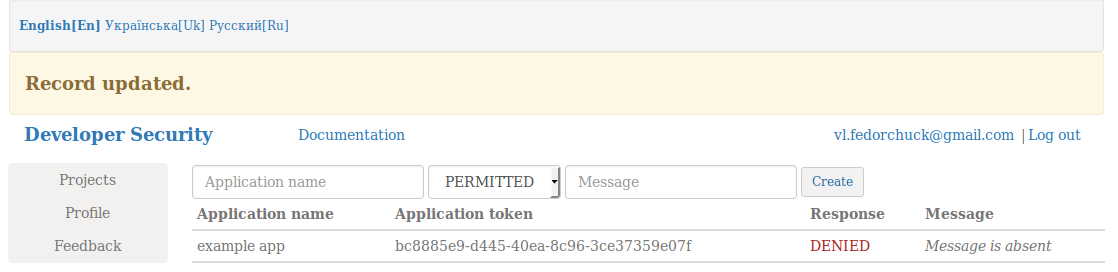 English[En] Українська[Uk] Русский[Ru]
Record updated.
Developer Security Documentation vl.fedorchuck@gmail.com | Log out
Projects
Profile
Feedback
Application name PERMITTED Message Create
Application name Application token Response Message
example app bc8885e9-d445-40ea-8c96-3ce37359e07f DENIED Message is absent